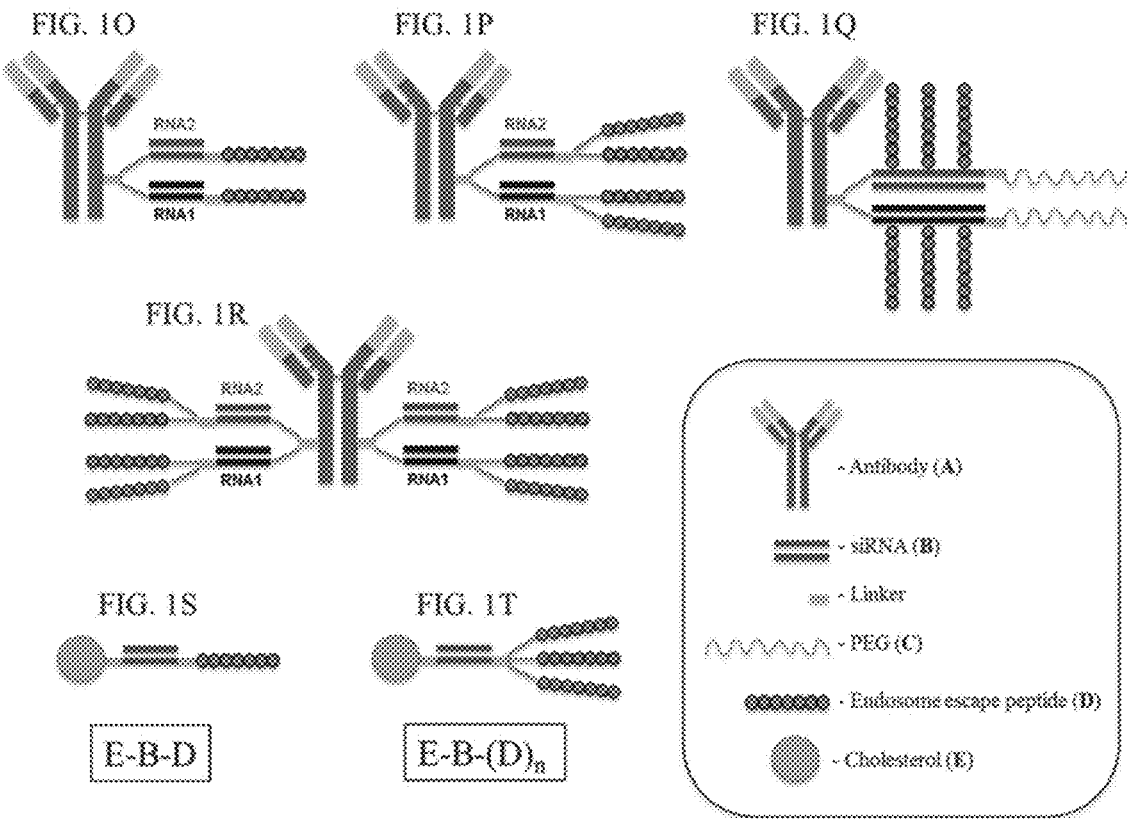 FIG. 1O
FIG. 1P
FIG. 1Q
RNA2
RNA1
RNA2
RNA1
FIG. 1R
RNA2
RNA1
RNA2
RNA1
FIG. 1S
FIG. 1T
E-B-D
E-B-(D)n
- Antibody (A)
- siRNA (B)
- Linker
- PEG (C)
- Endosome escape peptide (D)
- Cholesterol (E)